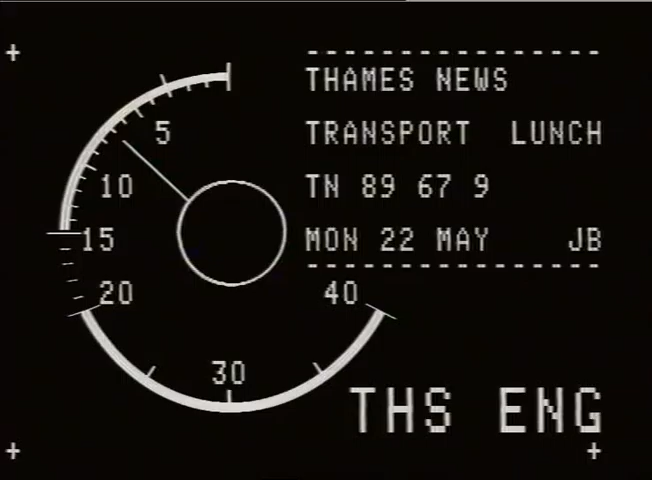 THAMES NEWS
TRANSPORT LUNCH
TN 89 67 9
MON 22 MAY JB
5
10
15
20
30
40
THS ENG